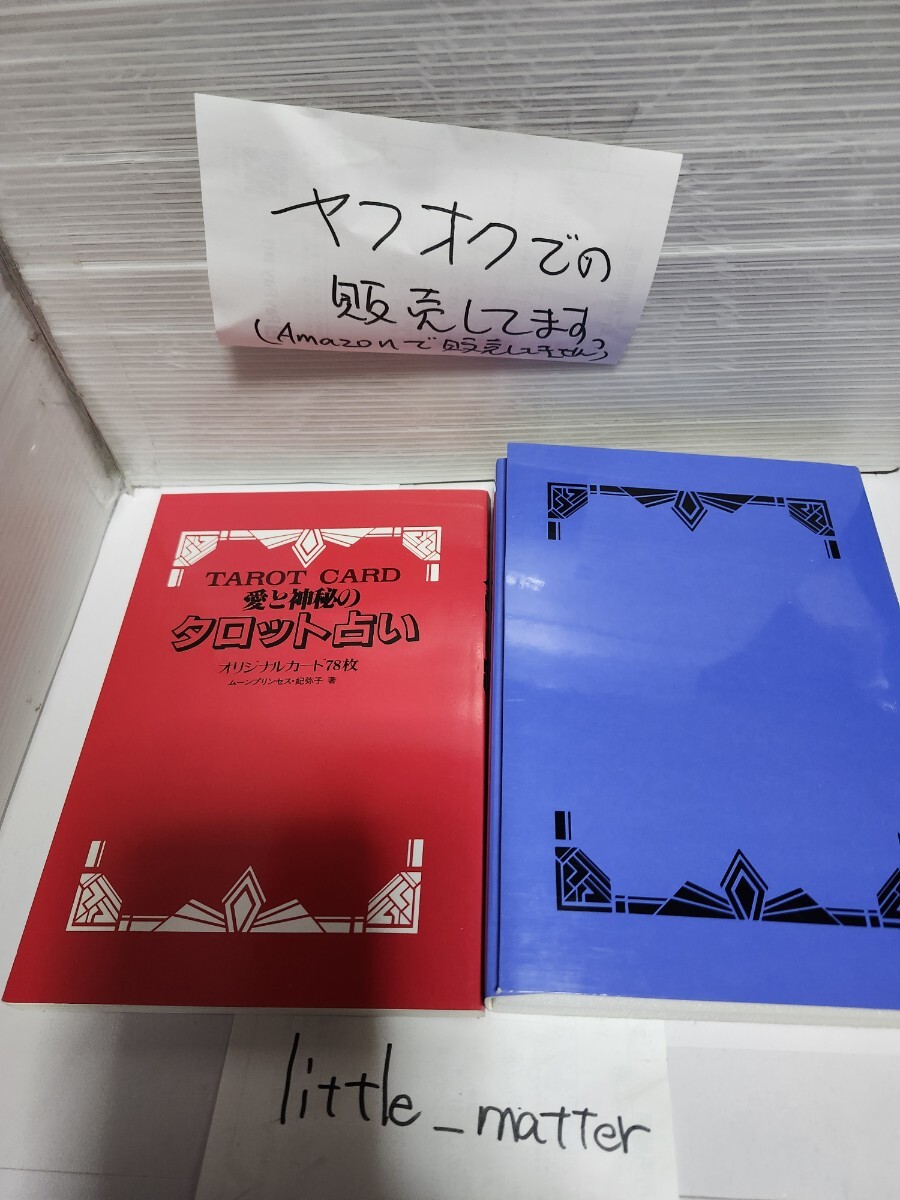 ヤフオクでの
販売してます
(Amazonで販売してません)
TAROT CARD
愛と神秘の
タロット占い
オリジナルカード78枚
ムーンプリンセス・妃弥子 著
little_matter